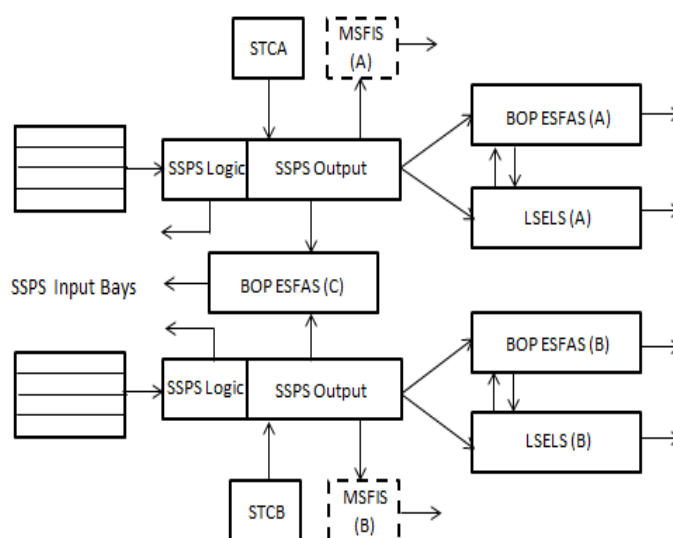 STCA
MSFIS
(A)
BOP ESFAS (A)
SSPS Logic
SSPS Output
LSELS (A)
SSPS Input Bays
BOP ESFAS (C)
BOP ESFAS (B)
SSPS Logic
SSPS Output
LSELS (B)
STCB
MSFIS
(B)